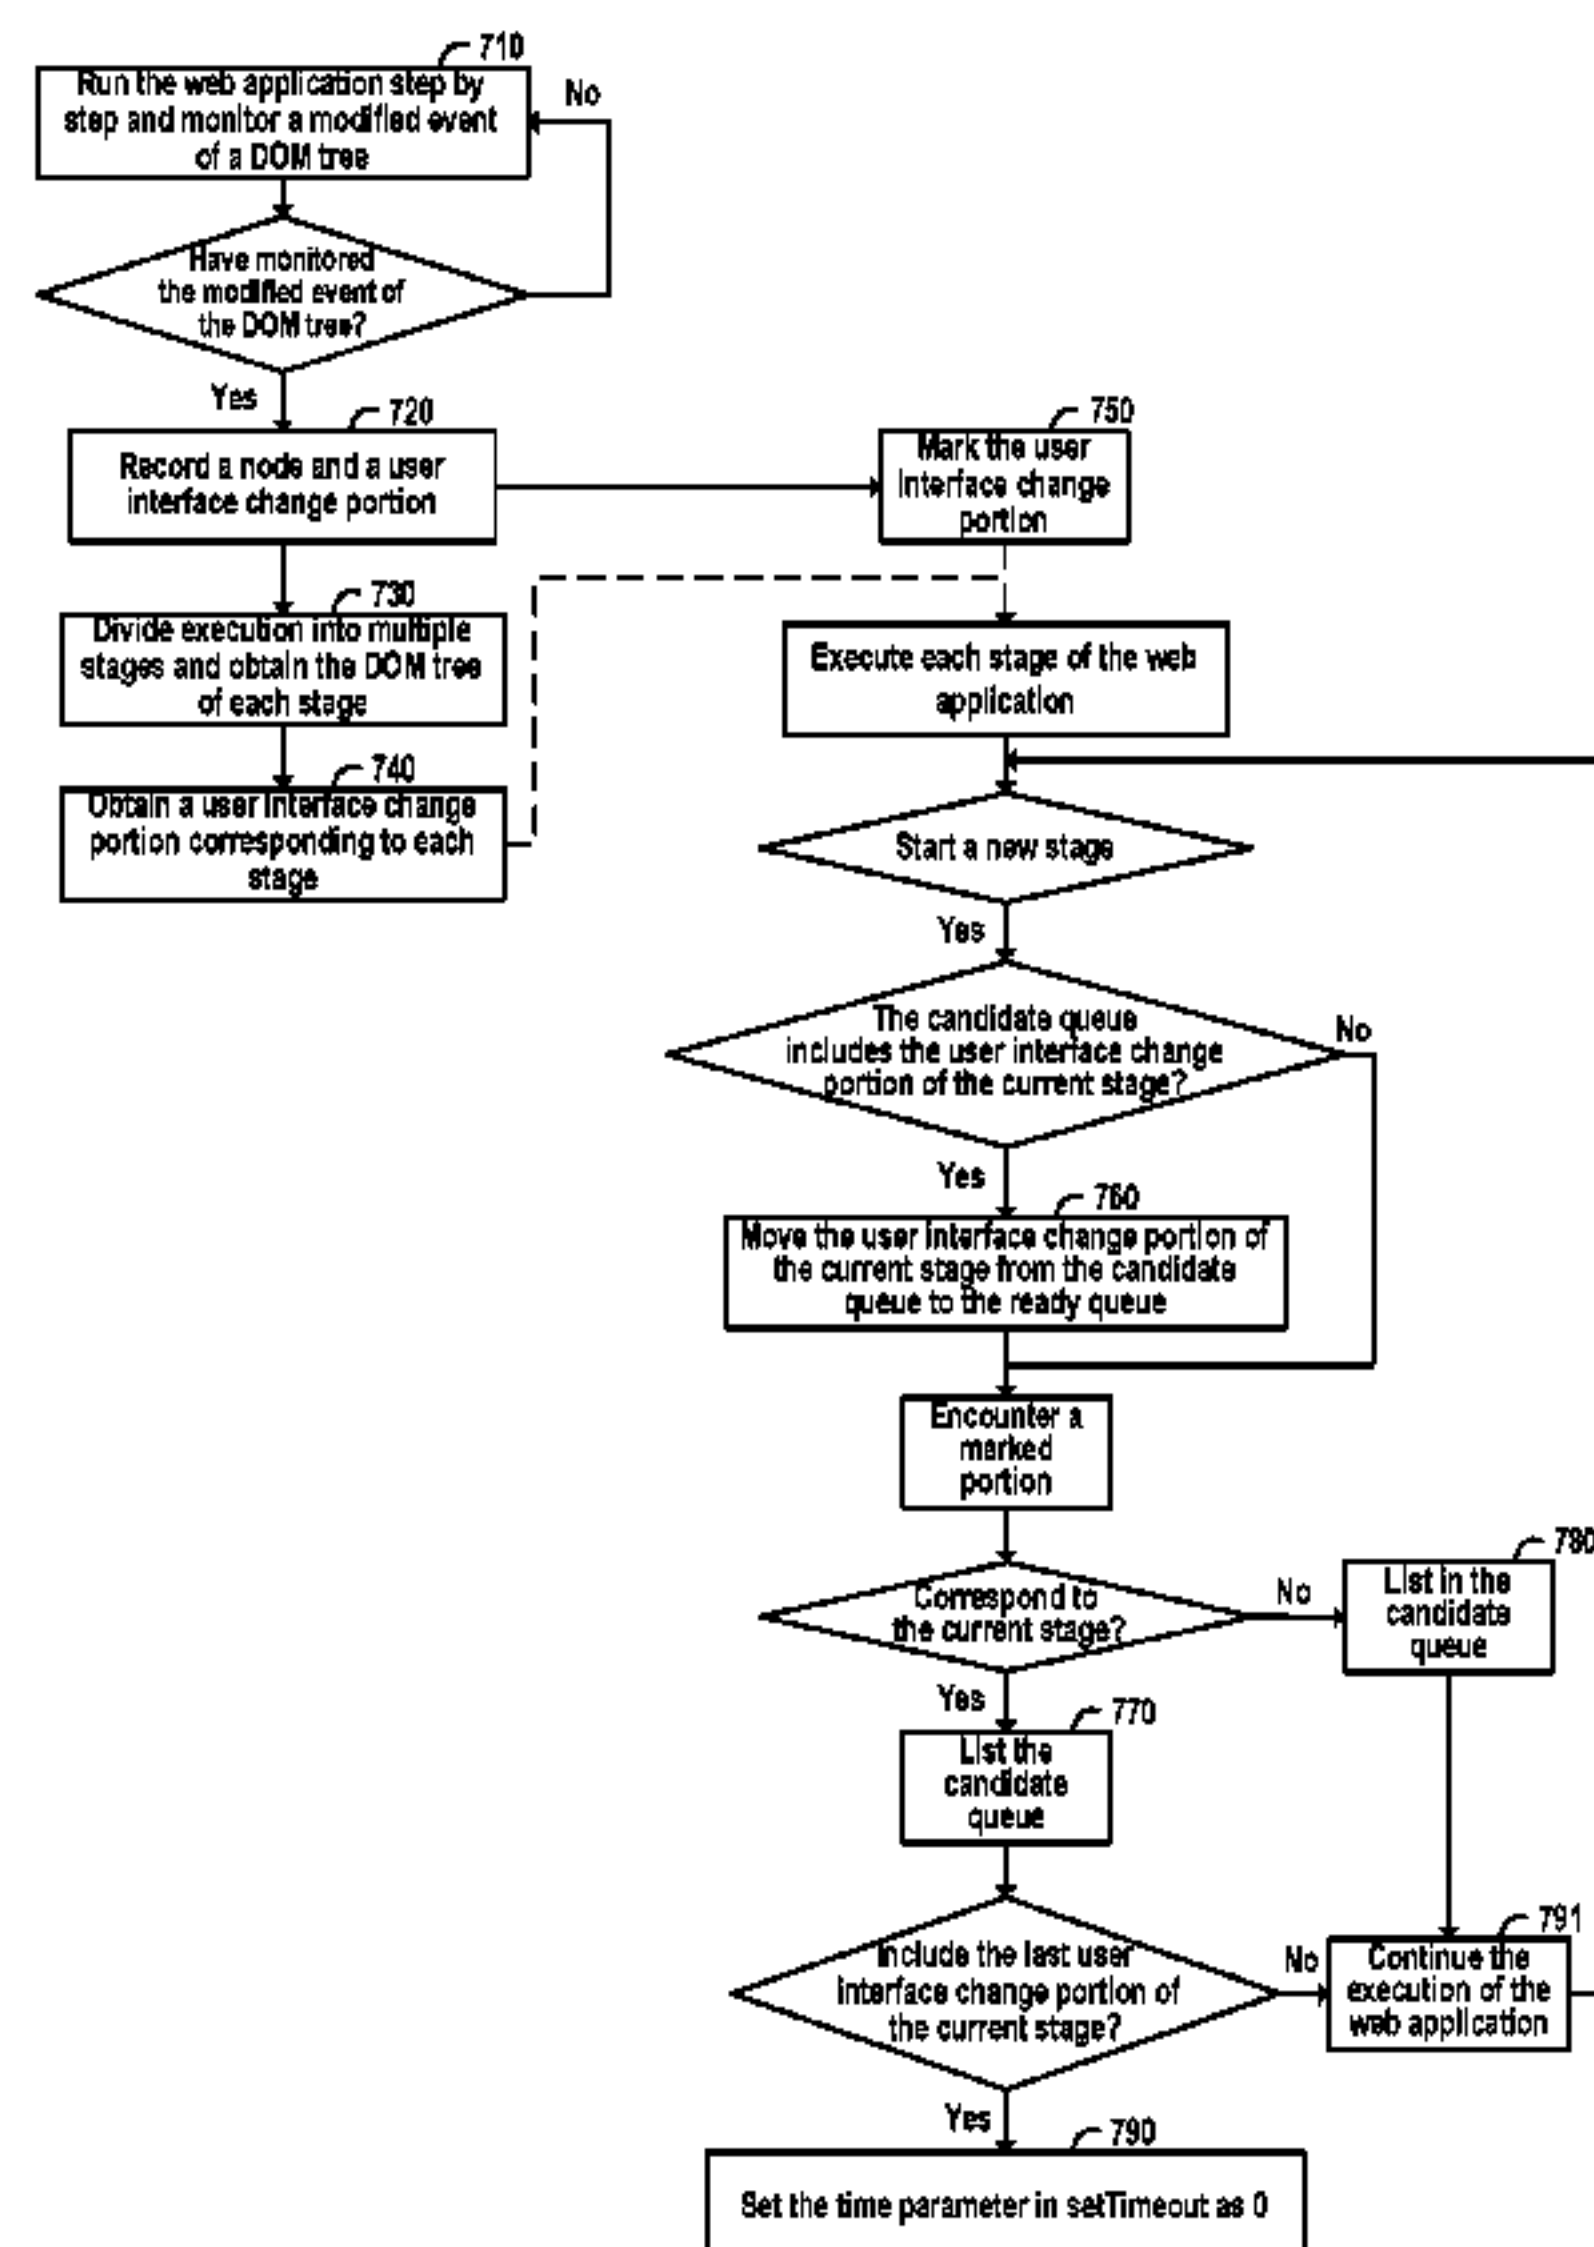 710
Run the web application step by
step and monitor a modified event
of a DOM tree
No
Have monitored
the modified event of
the DOM tree?
Yes
720
Record a node and a user
interface change portion
750
Mark the user
interface change
portion
730
Divide execution into multiple
stages and obtain the DOM tree
of each stage
Execute each stage of the web
application
740
Obtain a user interface change
portion corresponding to each
stage
Start a new stage
Yes
The candidate queue
includes the user interface change
portion of the current stage?
No
Yes
760
Move the user interface change portion of
the current stage from the candidate
queue to the ready queue
Encounter a
marked
portion
Correspond to
the current stage?
No
780
List in the
candidate
queue
Yes
770
List the
candidate
queue
Include the last user
interface change portion of
the current stage?
No
791
Continue the
execution of the
web application
Yes
790
Set the time parameter in setTimeout as 0